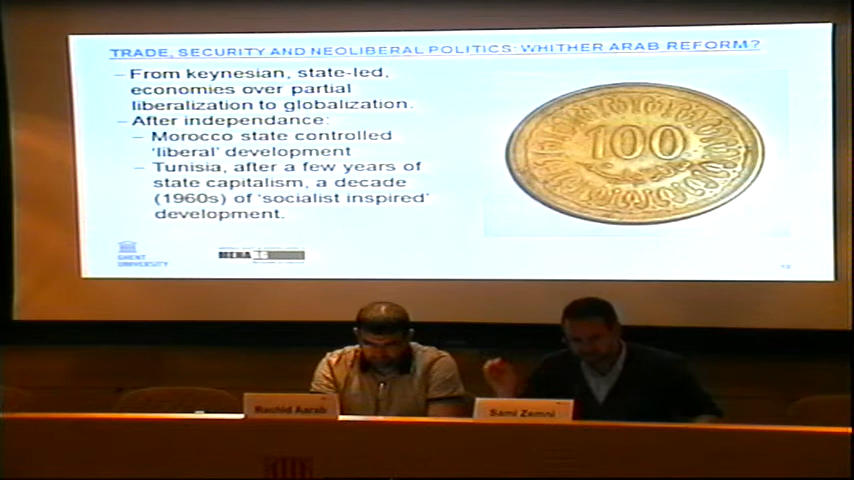 TRADE, SECURITY AND NEOLIBERAL POLITICS: WHITHER ARAB REFORM?
– From keynesian, state-led,
economies over partial
liberalization to globalization.
– After independance:
– Morocco state controlled
'liberal' development
– Tunisia, after a few years of
state capitalism, a decade
(1960s) of 'socialist inspired'
development.
100
GHENT
UNIVERSITY
MENA
Rachid Aarab
Sami Zemni